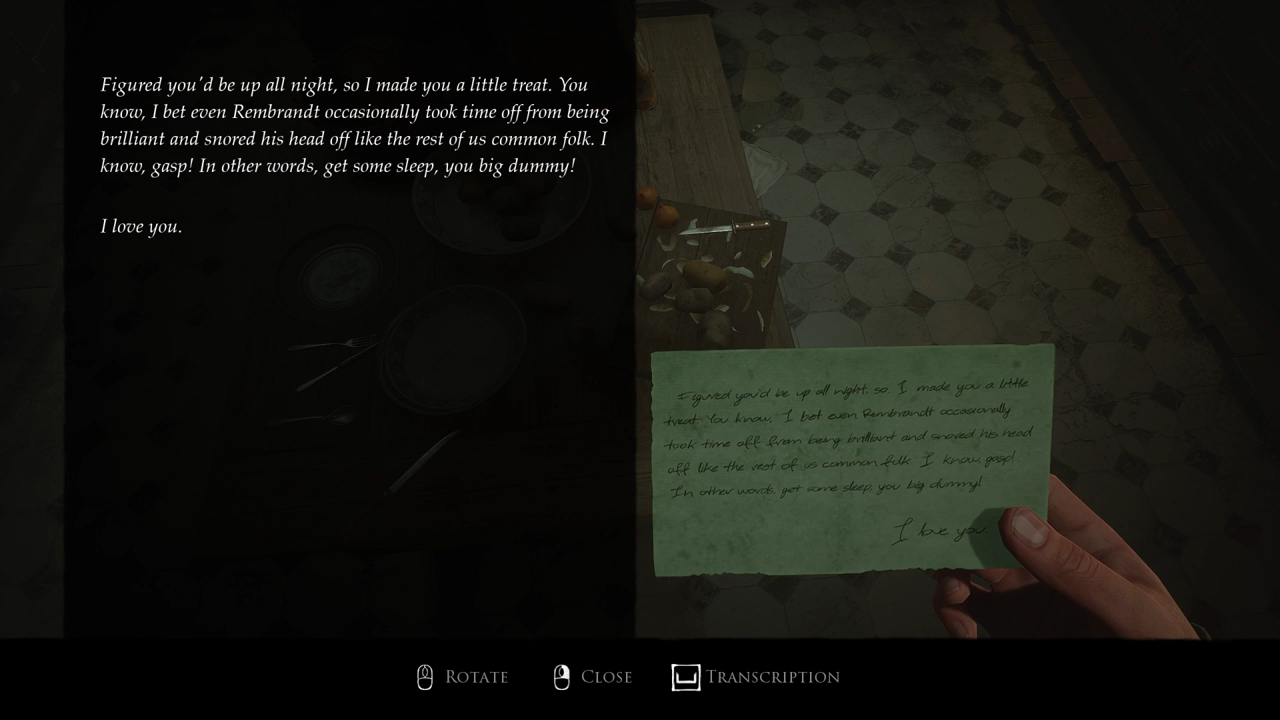 Figured you'd be up all night, so I made you a little treat. You
know, I bet even Rembrandt occasionally took time off from being
brilliant and snored his head off like the rest of us common folk. I
know, gasp! In other words, get some sleep, you big dummy!
I love you.
Figured you'd be up all night, so I made you a little
treat. You know, I bet even Rembrandt occasionally
took time off from being brilliant and snored his head
off like the rest of us common folk. I know, gasp!
In other words, get some sleep, you big dummy!
I love you
ROTATE
CLOSE
TRANSCRIPTION